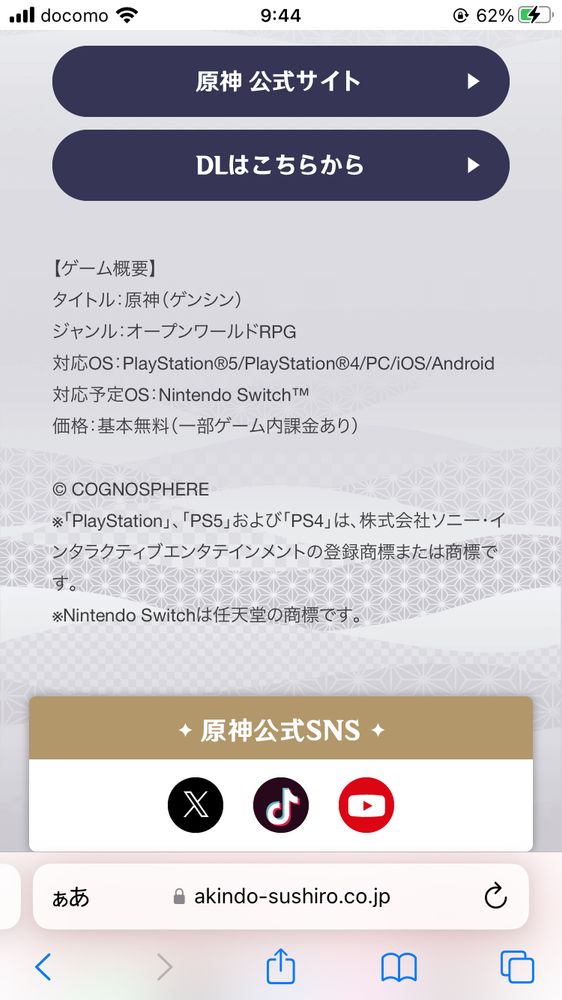 docomo 9:44 62%
原神 公式サイト
DLはこちらから
【ゲーム概要】
タイトル：原神（ゲンシン）
ジャンル：オープンワールドRPG
対応OS：PlayStation®5/PlayStation®4/PC/iOS/Android
対応予定OS：Nintendo Switch™
価格：基本無料（一部ゲーム内課金あり）
© COGNOSPHERE
※「PlayStation」、「PS5」および「PS4」は、株式会社ソニー・イ
ンタラクティブエンタテインメントの登録商標または商標で
す。
※Nintendo Switchは任天堂の商標です。
原神公式SNS
ぁあ akindo-sushiro.co.jp